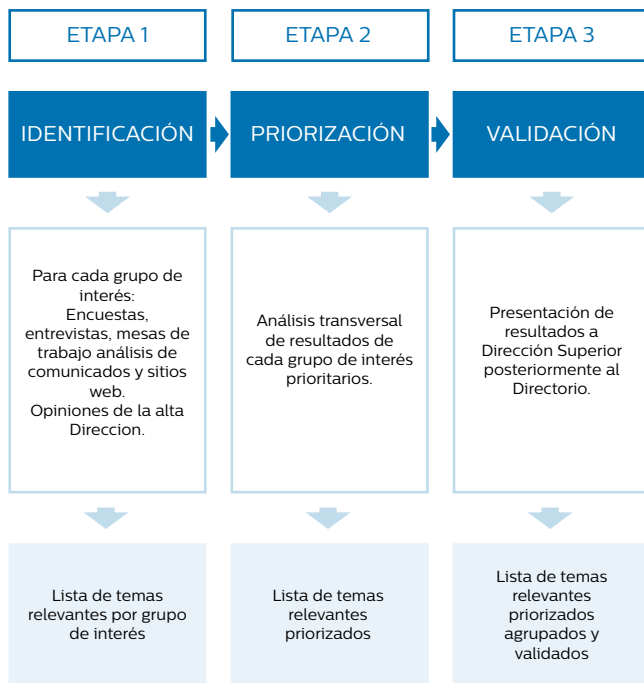 ETAPA 1
ETAPA 2
ETAPA 3
IDENTIFICACIÓN
PRIORIZACIÓN
VALIDACIÓN
Para cada grupo de
interés:
Encuestas,
entrevistas, mesas de
trabajo análisis de
comunicados y sitios
web.
Opiniones de la alta
Direccion.
Análisis transversal
de resultados de
cada grupo de interés
prioritarios.
Presentación de
resultados a
Dirección Superior
posteriormente al
Directorio.
Lista de temas
relevantes por grupo
de interés
Lista de temas
relevantes
priorizados
Lista de temas
relevantes
priorizados
agrupados y
validados